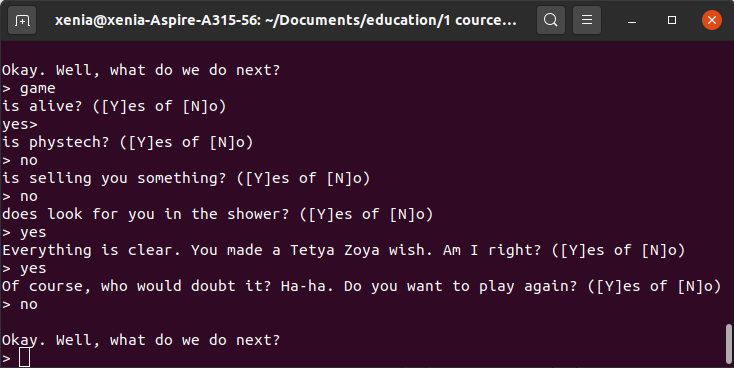 xenia@xenia-Aspire-A315-56: ~/Documents/education/1 cource...
Okay. Well, what do we do next?
> game
is alive? ([Y]es of [N]o)
yes>
is phystech? ([Y]es of [N]o)
> no
is selling you something? ([Y]es of [N]o)
> no
does look for you in the shower? ([Y]es of [N]o)
> yes
Everything is clear. You made a Tetya Zoya wish. Am I right? ([Y]es of [N]o)
> yes
Of course, who would doubt it? Ha-ha. Do you want to play again? ([Y]es of [N]o)
> no
Okay. Well, what do we do next?
>